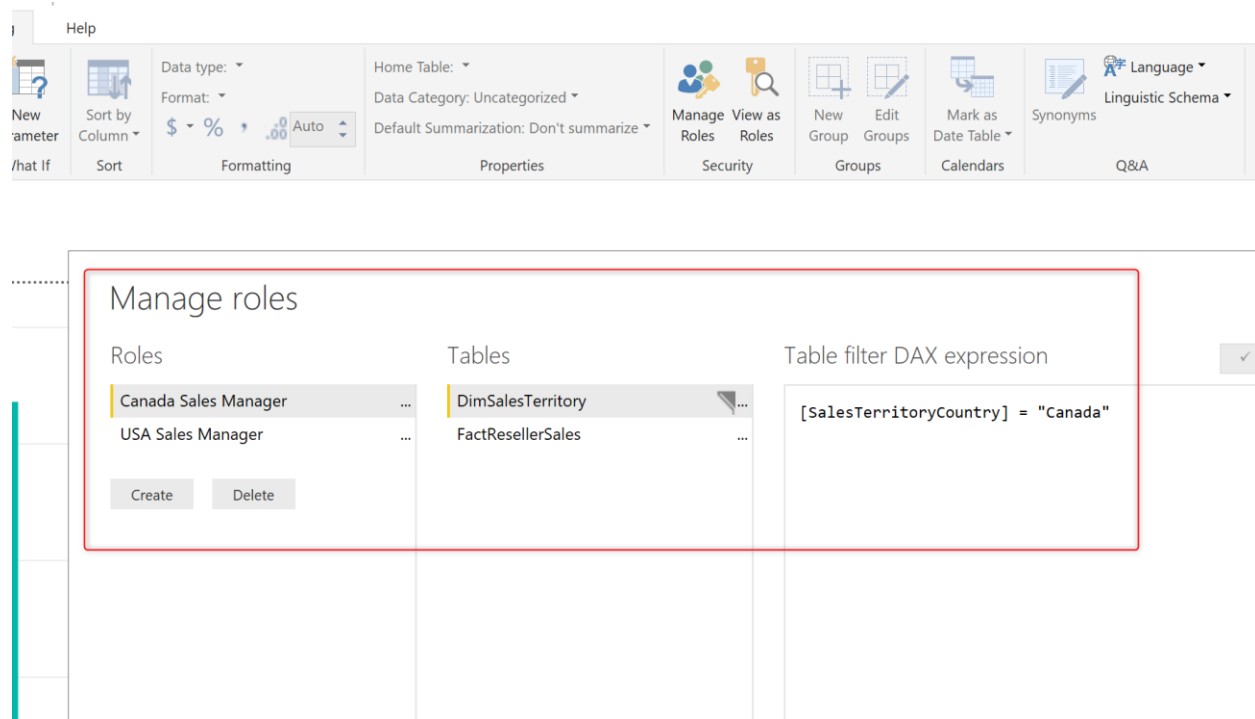 Help
Data type:
Format:
$ % , .0 .00 Auto
New
rameter
What If
Sort by
Column
Sort
Formatting
Home Table:
Data Category: Uncategorized
Default Summarization: Don't summarize
Properties
Manage Roles
View as Roles
Security
New Group
Edit Groups
Groups
Mark as
Date Table
Calendars
Synonyms
Language
Linguistic Schema
Q&A
Manage roles
Roles
Canada Sales Manager ...
USA Sales Manager ...
Create Delete
Tables
DimSalesTerritory ...
FactResellerSales ...
Table filter DAX expression
[SalesTerritoryCountry] = "Canada"